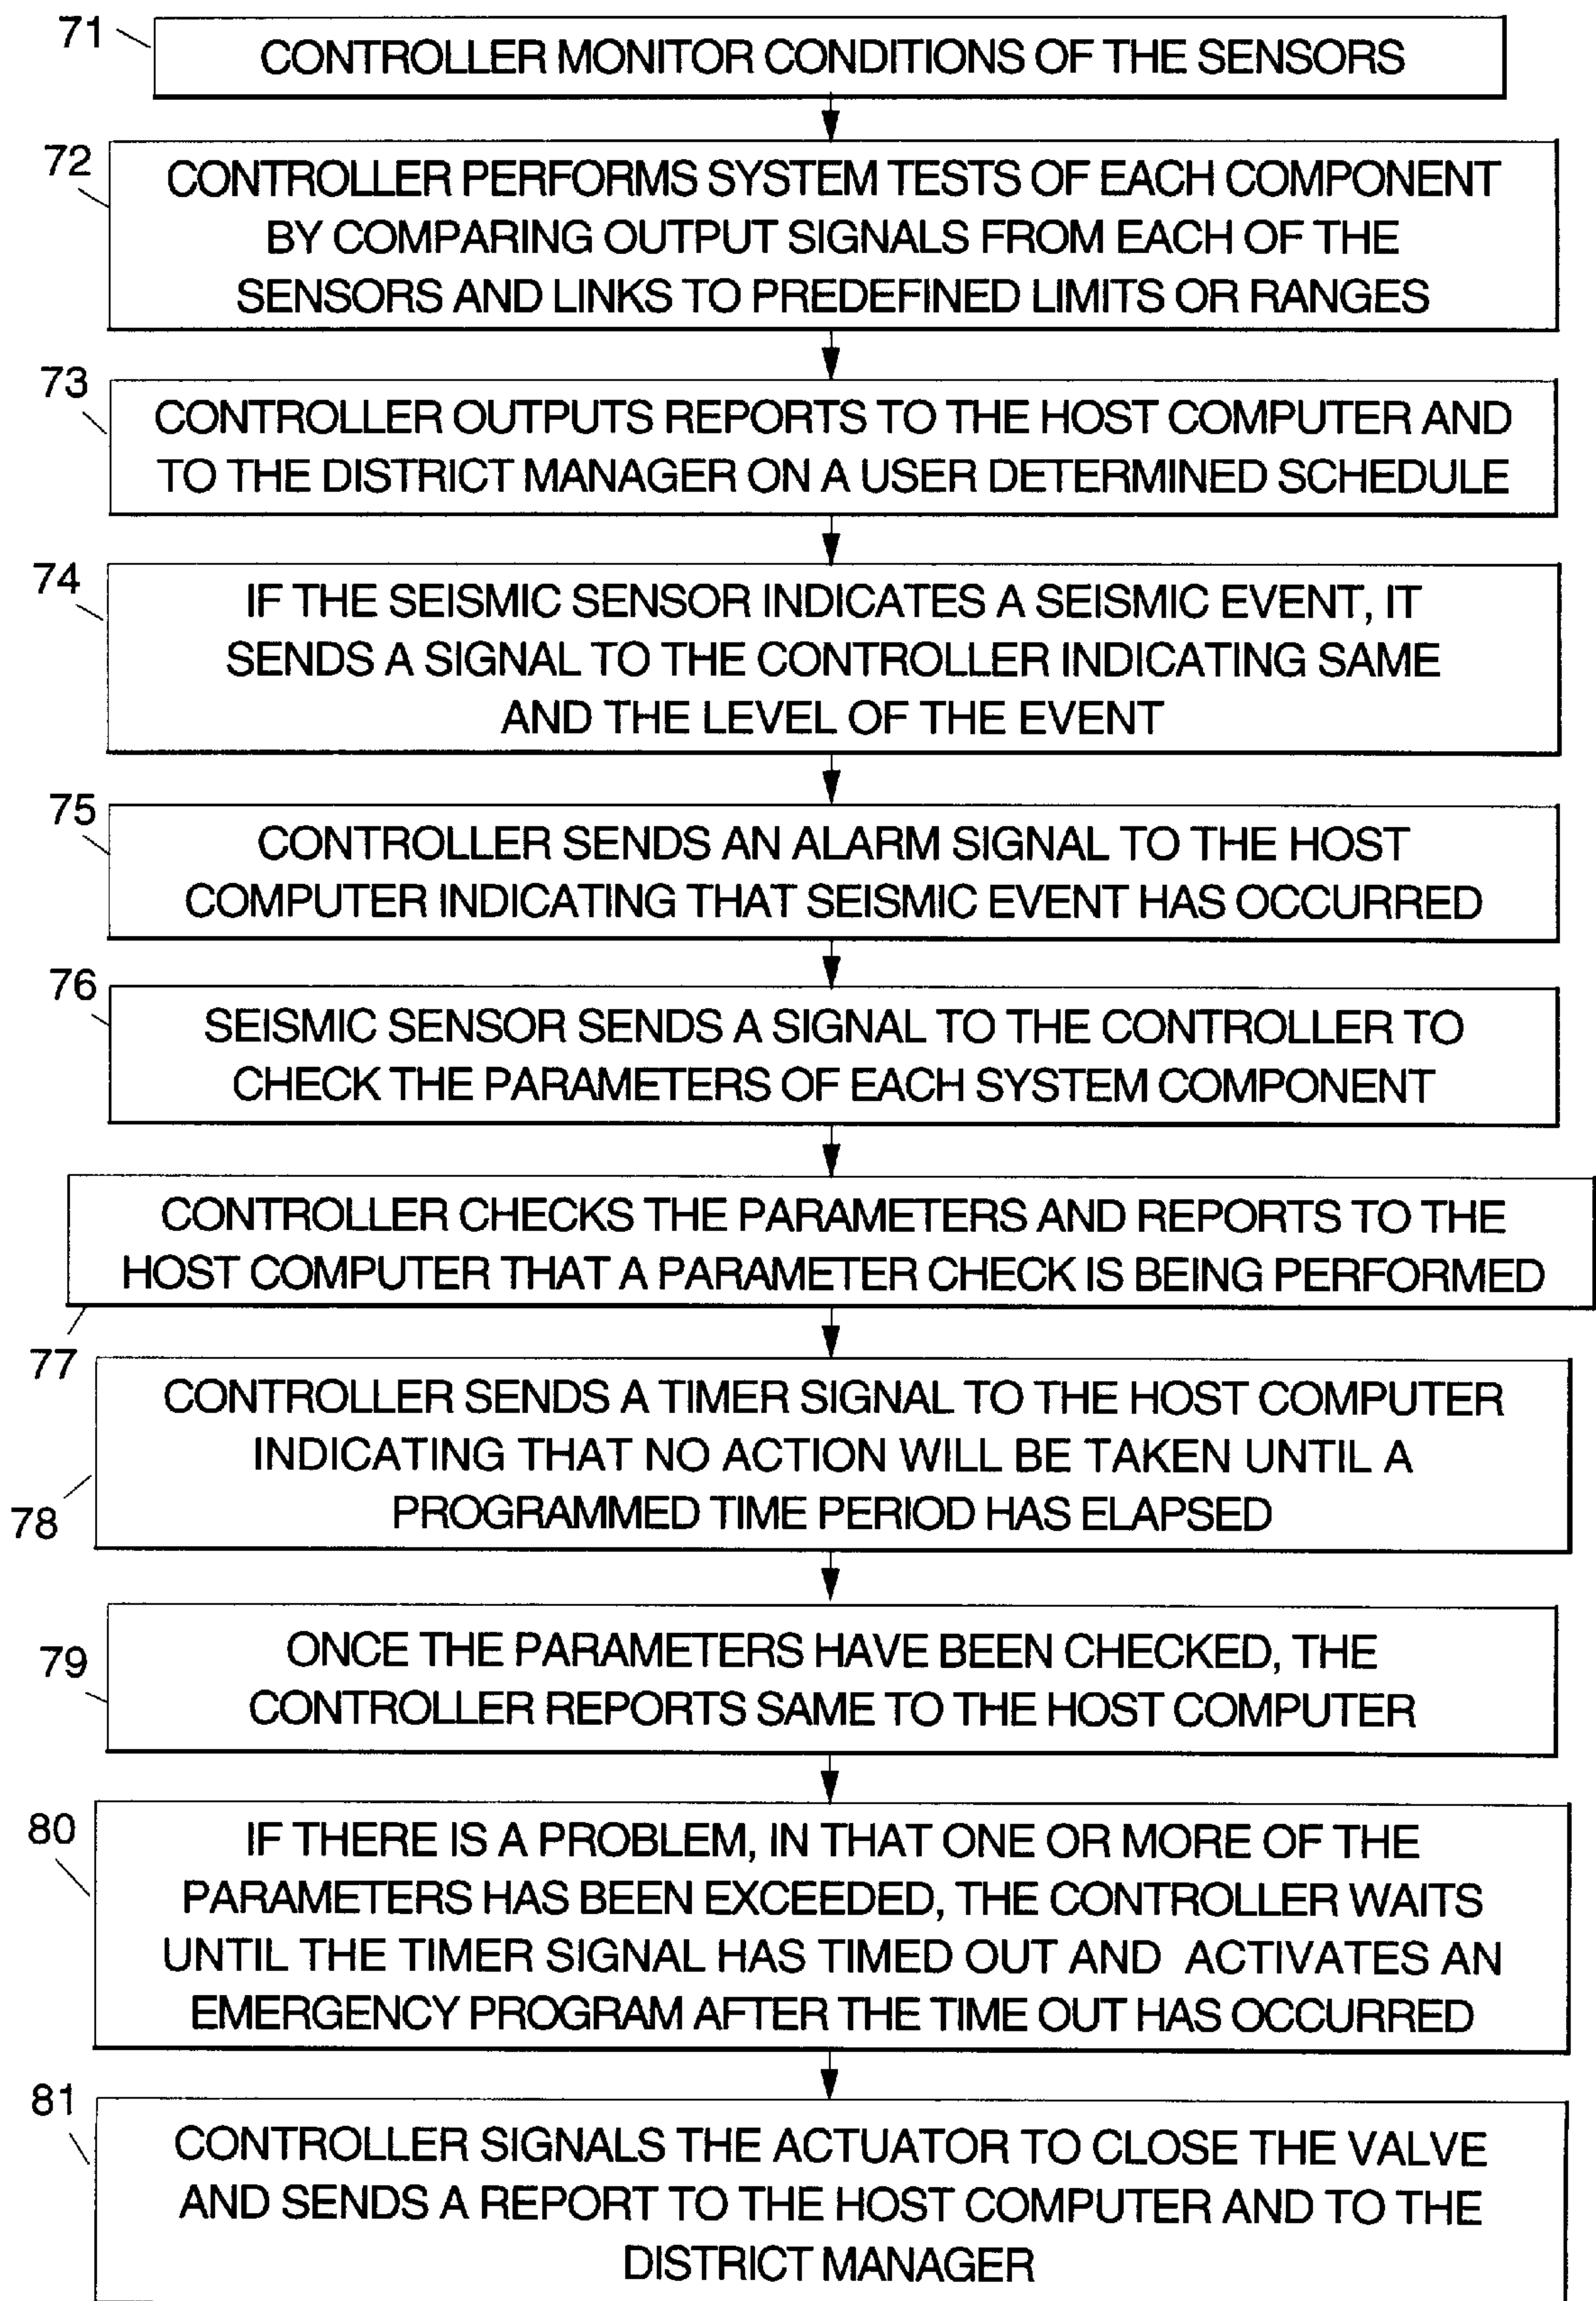 71
CONTROLLER MONITOR CONDITIONS OF THE SENSORS
72
CONTROLLER PERFORMS SYSTEM TESTS OF EACH COMPONENT
BY COMPARING OUTPUT SIGNALS FROM EACH OF THE
SENSORS AND LINKS TO PREDEFINED LIMITS OR RANGES
73
CONTROLLER OUTPUTS REPORTS TO THE HOST COMPUTER AND
TO THE DISTRICT MANAGER ON A USER DETERMINED SCHEDULE
74
IF THE SEISMIC SENSOR INDICATES A SEISMIC EVENT, IT
SENDS A SIGNAL TO THE CONTROLLER INDICATING SAME
AND THE LEVEL OF THE EVENT
75
CONTROLLER SENDS AN ALARM SIGNAL TO THE HOST
COMPUTER INDICATING THAT SEISMIC EVENT HAS OCCURRED
76
SEISMIC SENSOR SENDS A SIGNAL TO THE CONTROLLER TO
CHECK THE PARAMETERS OF EACH SYSTEM COMPONENT
CONTROLLER CHECKS THE PARAMETERS AND REPORTS TO THE
HOST COMPUTER THAT A PARAMETER CHECK IS BEING PERFORMED
77
CONTROLLER SENDS A TIMER SIGNAL TO THE HOST COMPUTER
INDICATING THAT NO ACTION WILL BE TAKEN UNTIL A
PROGRAMMED TIME PERIOD HAS ELAPSED
78
ONCE THE PARAMETERS HAVE BEEN CHECKED, THE
79
CONTROLLER REPORTS SAME TO THE HOST COMPUTER
80
IF THERE IS A PROBLEM, IN THAT ONE OR MORE OF THE
PARAMETERS HAS BEEN EXCEEDED, THE CONTROLLER WAITS
UNTIL THE TIMER SIGNAL HAS TIMED OUT AND ACTIVATES AN
EMERGENCY PROGRAM AFTER THE TIME OUT HAS OCCURRED
81
CONTROLLER SIGNALS THE ACTUATOR TO CLOSE THE VALVE
AND SENDS A REPORT TO THE HOST COMPUTER AND TO THE
DISTRICT MANAGER